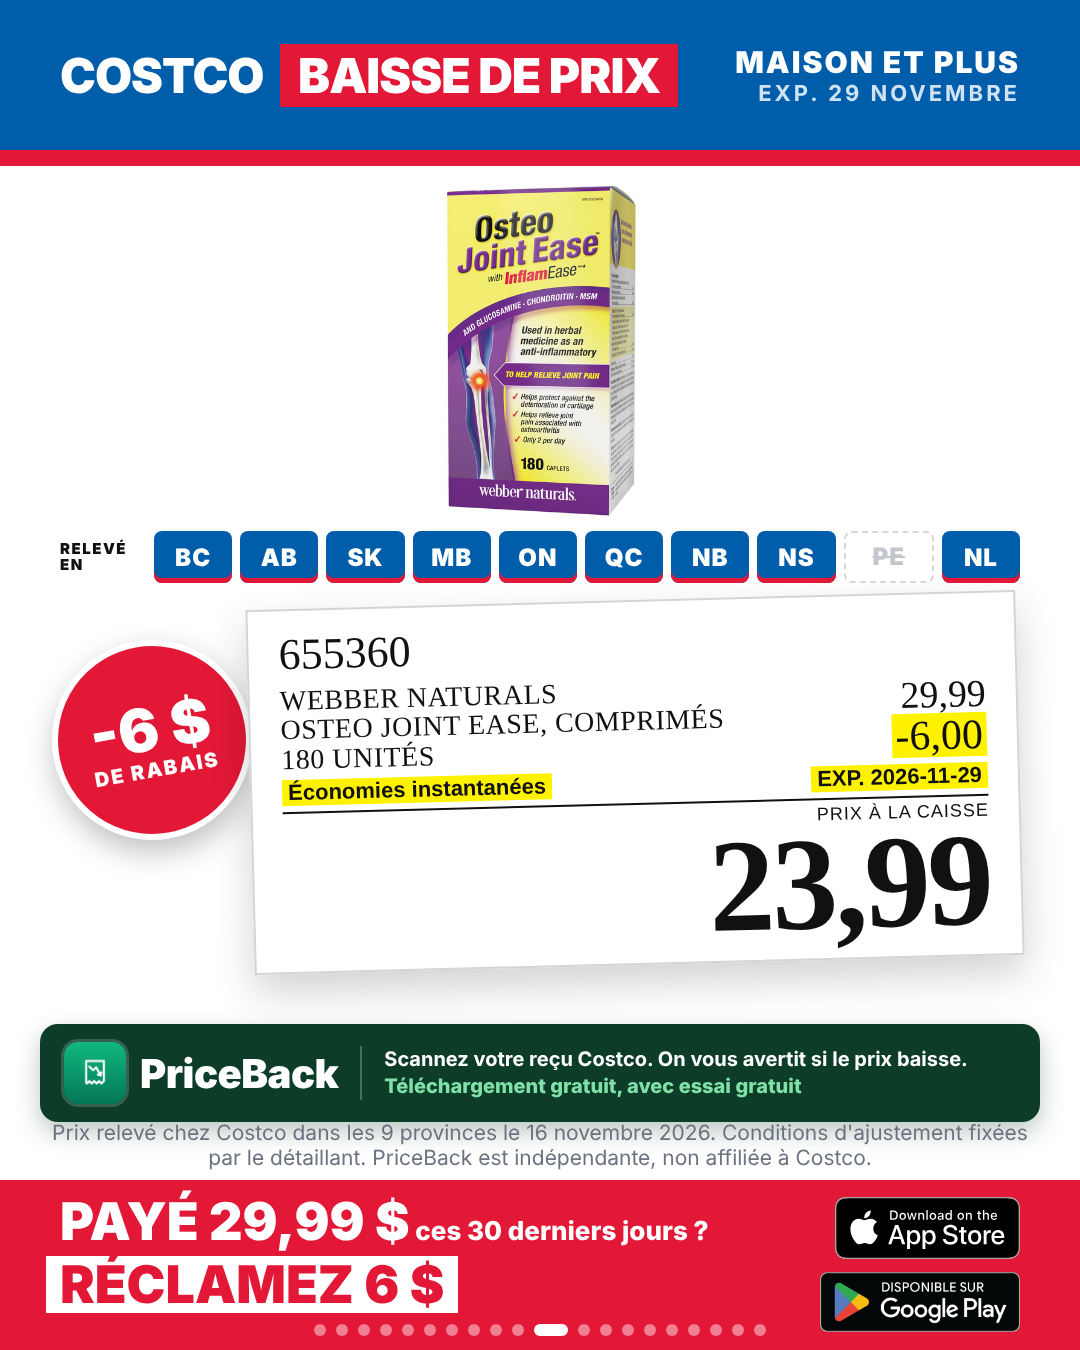 COSTCO BAISSE DE PRIX
MAISON ET PLUS
EXP. 29 NOVEMBRE
Osteo
Joint Ease™
with InflamEase™
AND GLUCOSAMINE • CHONDROITIN • MSM
Used in herbal
medicine as an
anti-inflammatory
TO HELP RELIEVE JOINT PAIN
✓ Helps protect against the
deterioration of cartilage
✓ Helps relieve joint
pain associated with
osteoarthritis
✓ Only 2 per day
180 CAPLETS
webber naturals.
RELEVÉ
EN
BC AB SK MB ON QC NB NS PE NL
-6 $
DE RABAIS
655360
WEBBER NATURALS
OSTEO JOINT EASE, COMPRIMÉS
180 UNITÉS
Économies instantanées
29,99
-6,00
EXP. 2026-11-29
PRIX À LA CAISSE
23,99
PriceBack
Scannez votre reçu Costco. On vous avertit si le prix baisse.
Téléchargement gratuit, avec essai gratuit
Prix relevé chez Costco dans les 9 provinces le 16 novembre 2026. Conditions d'ajustement fixées
par le détaillant. PriceBack est indépendante, non affiliée à Costco.
PAYÉ 29,99 $ ces 30 derniers jours ?
RÉCLAMEZ 6 $
Download on the
App Store
DISPONIBLE SUR
Google Play